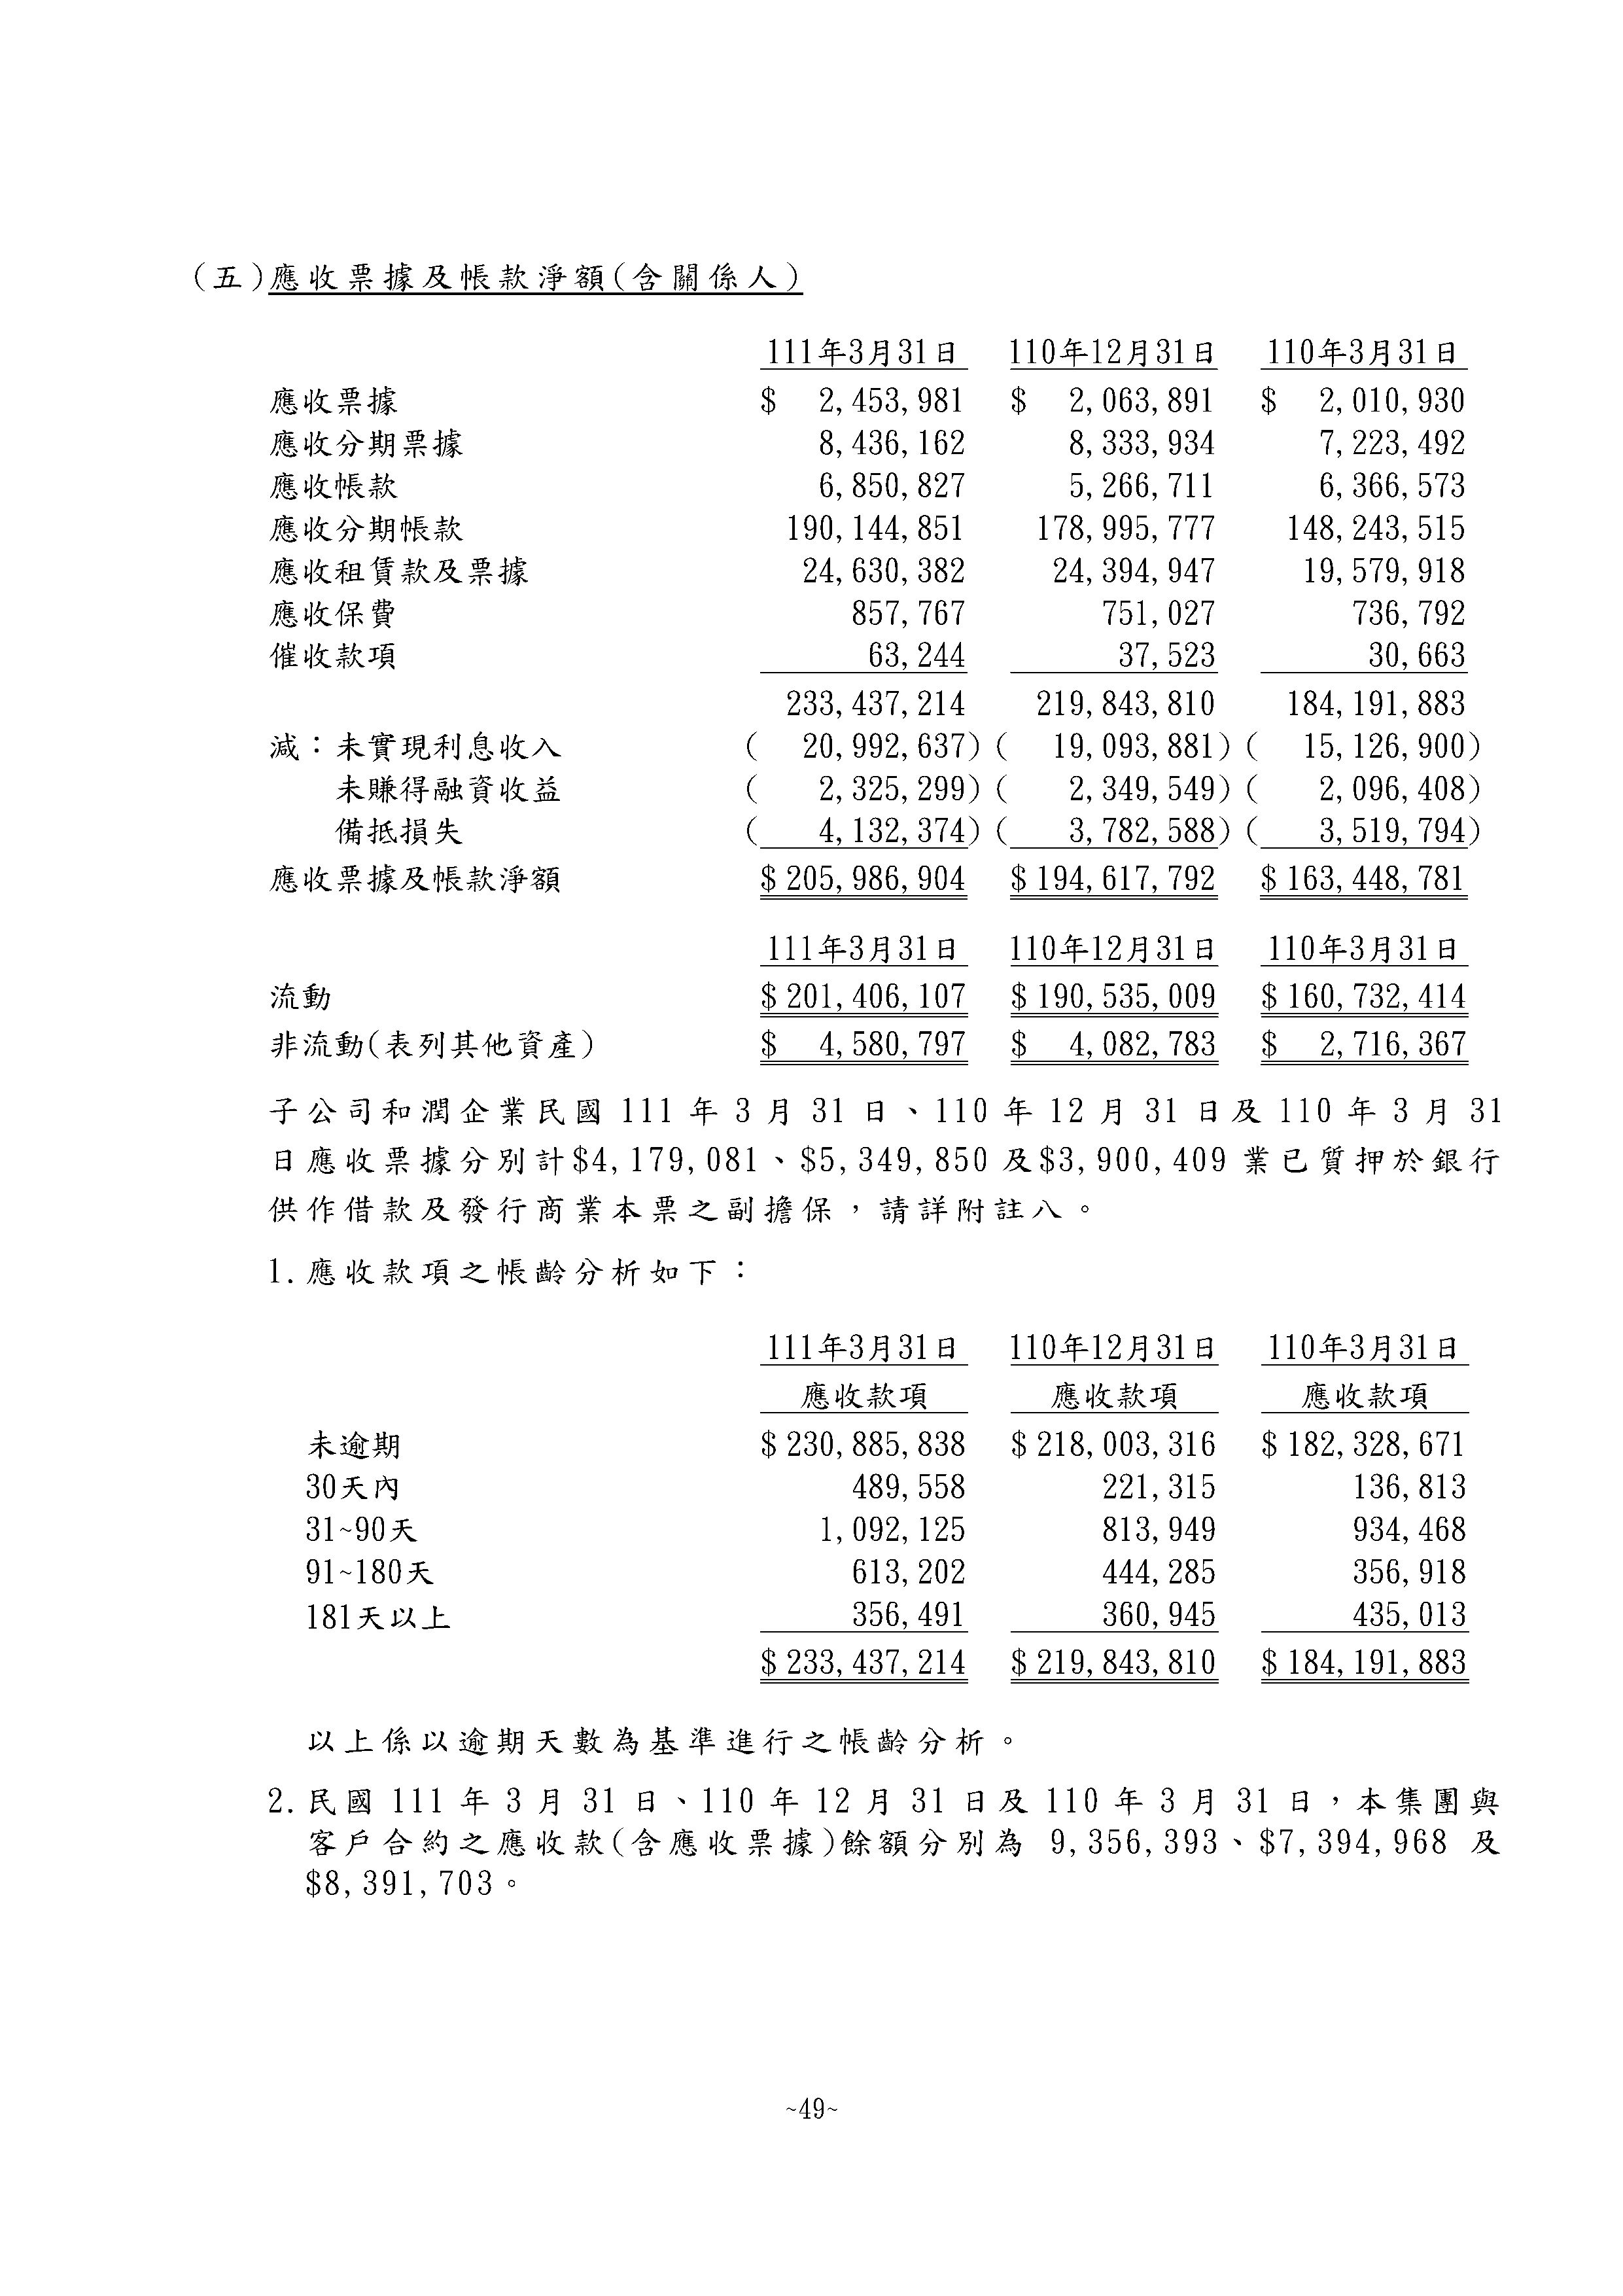 (五)應收票據及帳款淨額(含關係人)
111年3月31日 110年12月31日 110年3月31日
應收票據 $ 2,453,981 $ 2,063,891 $ 2,010,930
應收分期票據 8,436,162 8,333,934 7,223,492
應收帳款 6,850,827 5,266,711 6,366,573
應收分期帳款 190,144,851 178,995,777 148,243,515
應收租賃款及票據 24,630,382 24,394,947 19,579,918
應收保費 857,767 751,027 736,792
催收款項 63,244 37,523 30,663
233,437,214 219,843,810 184,191,883
減：未實現利息收入 ( 20,992,637) ( 19,093,881) ( 15,126,900)
未賺得融資收益 ( 2,325,299) ( 2,349,549) ( 2,096,408)
備抵損失 ( 4,132,374) ( 3,782,588) ( 3,519,794)
應收票據及帳款淨額 $ 205,986,904 $ 194,617,792 $ 163,448,781
111年3月31日 110年12月31日 110年3月31日
流動 $ 201,406,107 $ 190,535,009 $ 160,732,414
非流動(表列其他資產) $ 4,580,797 $ 4,082,783 $ 2,716,367
子公司和潤企業民國 111 年 3 月 31 日、110 年 12 月 31 日及 110 年 3 月 31
日應收票據分別計$4,179,081、$5,349,850 及$3,900,409 業已質押於銀行
供作借款及發行商業本票之副擔保，請詳附註八。
1.應收款項之帳齡分析如下：
111年3月31日 110年12月31日 110年3月31日
應收款項 應收款項 應收款項
未逾期 $ 230,885,838 $ 218,003,316 $ 182,328,671
30天內 489,558 221,315 136,813
31~90天 1,092,125 813,949 934,468
91~180天 613,202 444,285 356,918
181天以上 356,491 360,945 435,013
$ 233,437,214 $ 219,843,810 $ 184,191,883
以上係以逾期天數為基準進行之帳齡分析。
2.民國 111 年 3 月 31 日、110 年 12 月 31 日及 110 年 3 月 31 日，本集團與
客戶合約之應收款(含應收票據)餘額分別為 9,356,393、$7,394,968 及
$8,391,703。
~49~